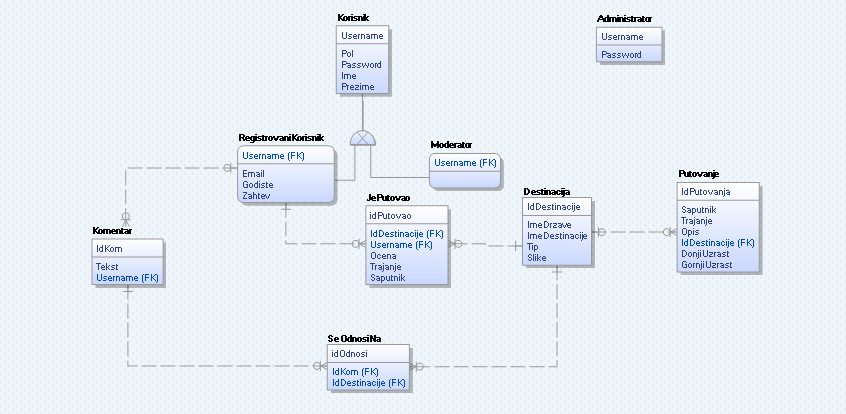 Korisnik
Username
Pol
Password
Ime
Prezime
Administrator
Username
Password
RegistrovaniKorisnik
Username (FK)
Email
Godiste
Zahtev
Moderator
Username (FK)
JePutovao
idPutovao
IdDestinacije (FK)
Username (FK)
Ocena
Trajanje
Saputnik
Destinacija
IdDestinacije
ImeDrzave
ImeDestinacije
Tip
Slike
Putovanje
IdPutovanja
Saputnik
Trajanje
Opis
IdDestinacije (FK)
DonjiUzrast
GornjiUzrast
Komentar
IdKom
Tekst
Username (FK)
SeOdnosiNa
idOdnosi
IdKom (FK)
IdDestinacije (FK)